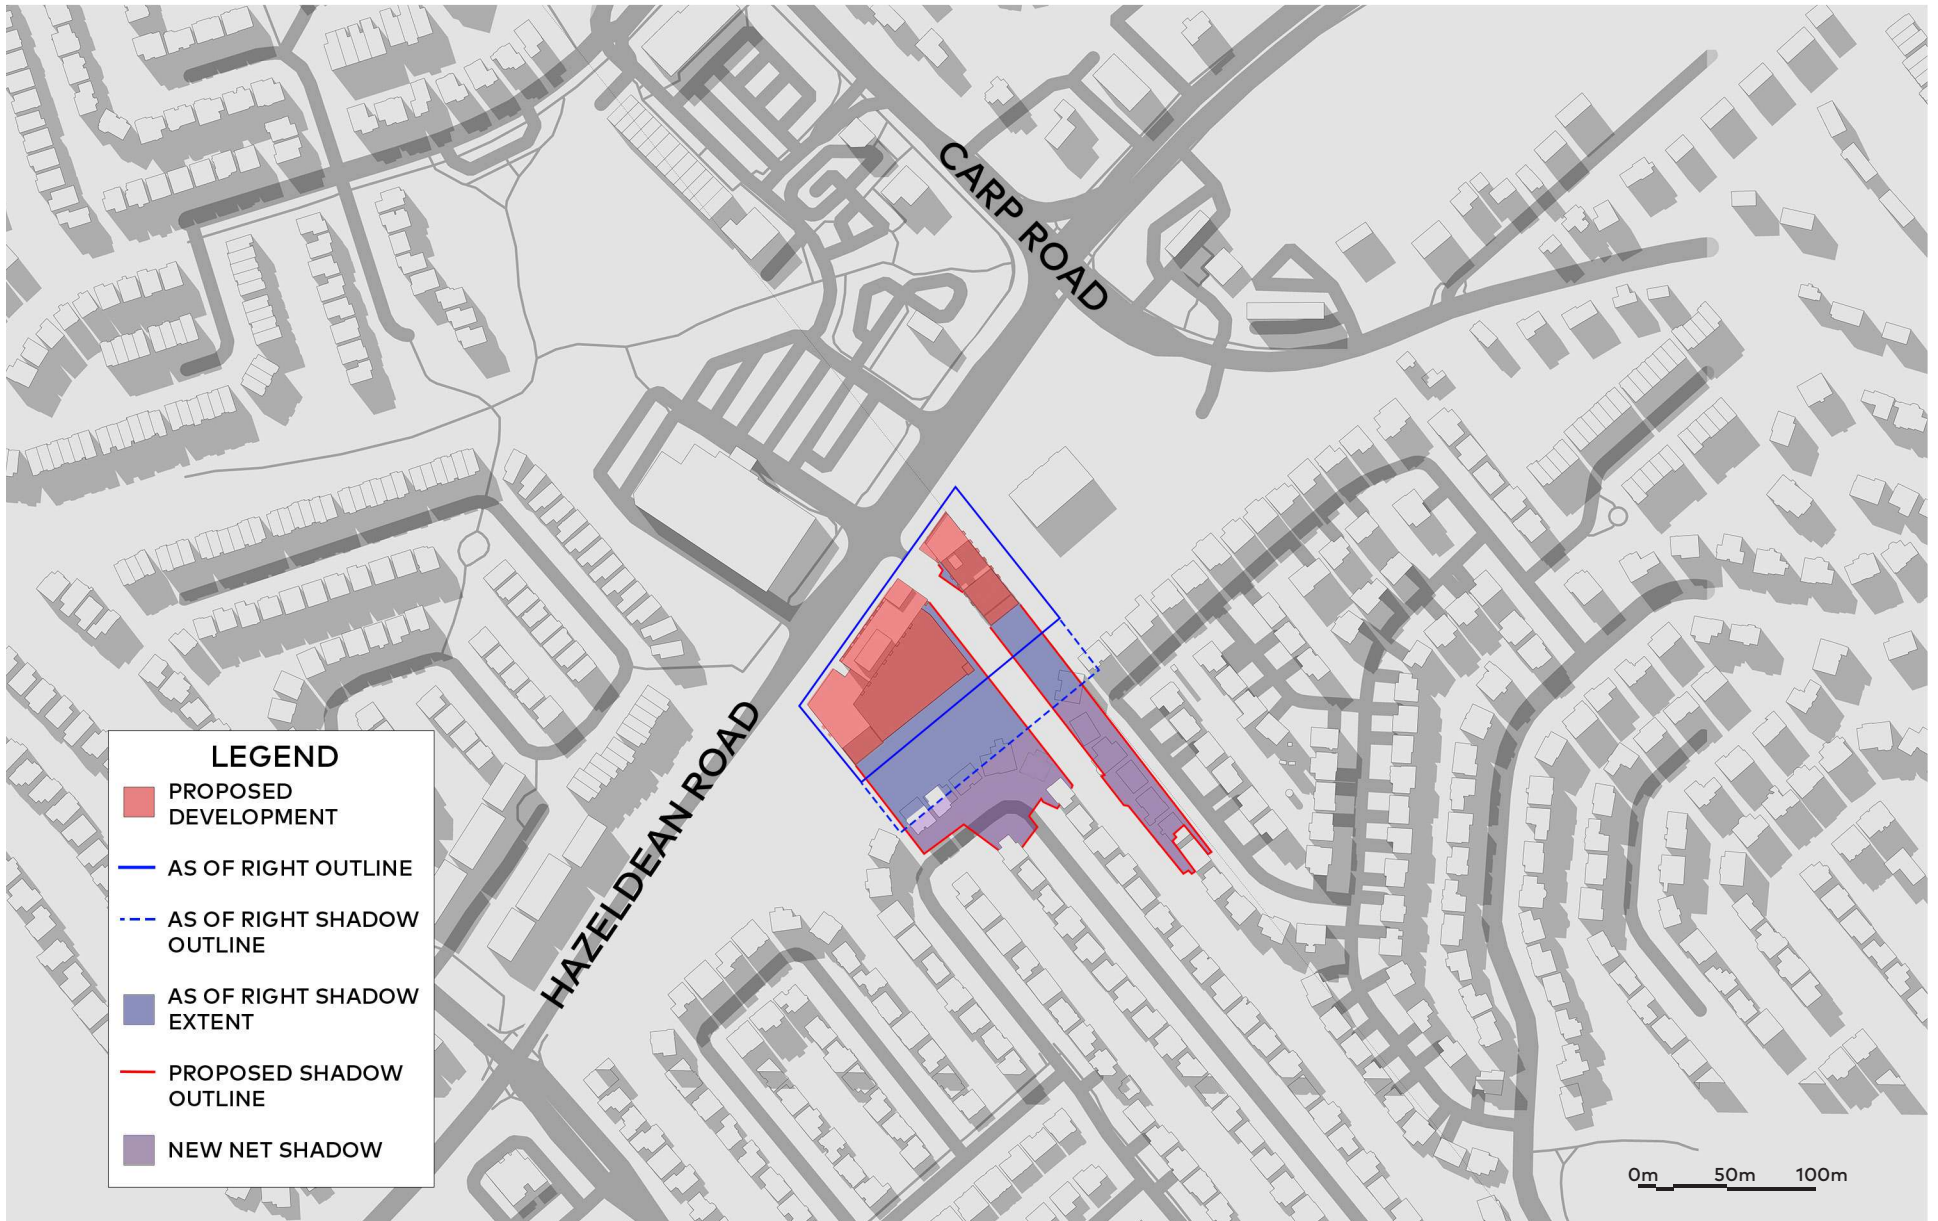 CARP ROAD
HAZELDEAN ROAD
LEGEND
PROPOSED
DEVELOPMENT
AS OF RIGHT OUTLINE
AS OF RIGHT SHADOW
OUTLINE
AS OF RIGHT SHADOW
EXTENT
PROPOSED SHADOW
OUTLINE
NEW NET SHADOW
0m 50m 100m